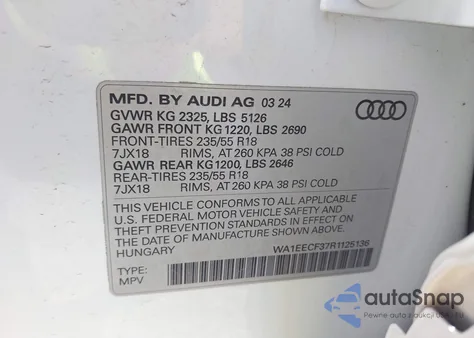 MFD. BY AUDI AG 03 24
GVWR KG 2325, LBS 5126
GAWR FRONT KG 1220, LBS 2690
FRONT-TIRES 235/55 R18
7JX18 RIMS, AT 260 KPA 38 PSI COLD
GAWR REAR KG1200, LBS 2646
REAR-TIRES 235/55 R18
7JX18 RIMS, AT 260 KPA 38 PSI COLD
THIS VEHICLE CONFORMS TO ALL APPLICABLE
U.S. FEDERAL MOTOR VEHICLE SAFETY AND
THEFT PREVENTION STANDARDS IN EFFECT ON
THE DATE OF MANUFACTURE SHOWN ABOVE.
HUNGARY WA1EECF37R1125136
TYPE:
MPV
autoSnap
Pewne auta z USA